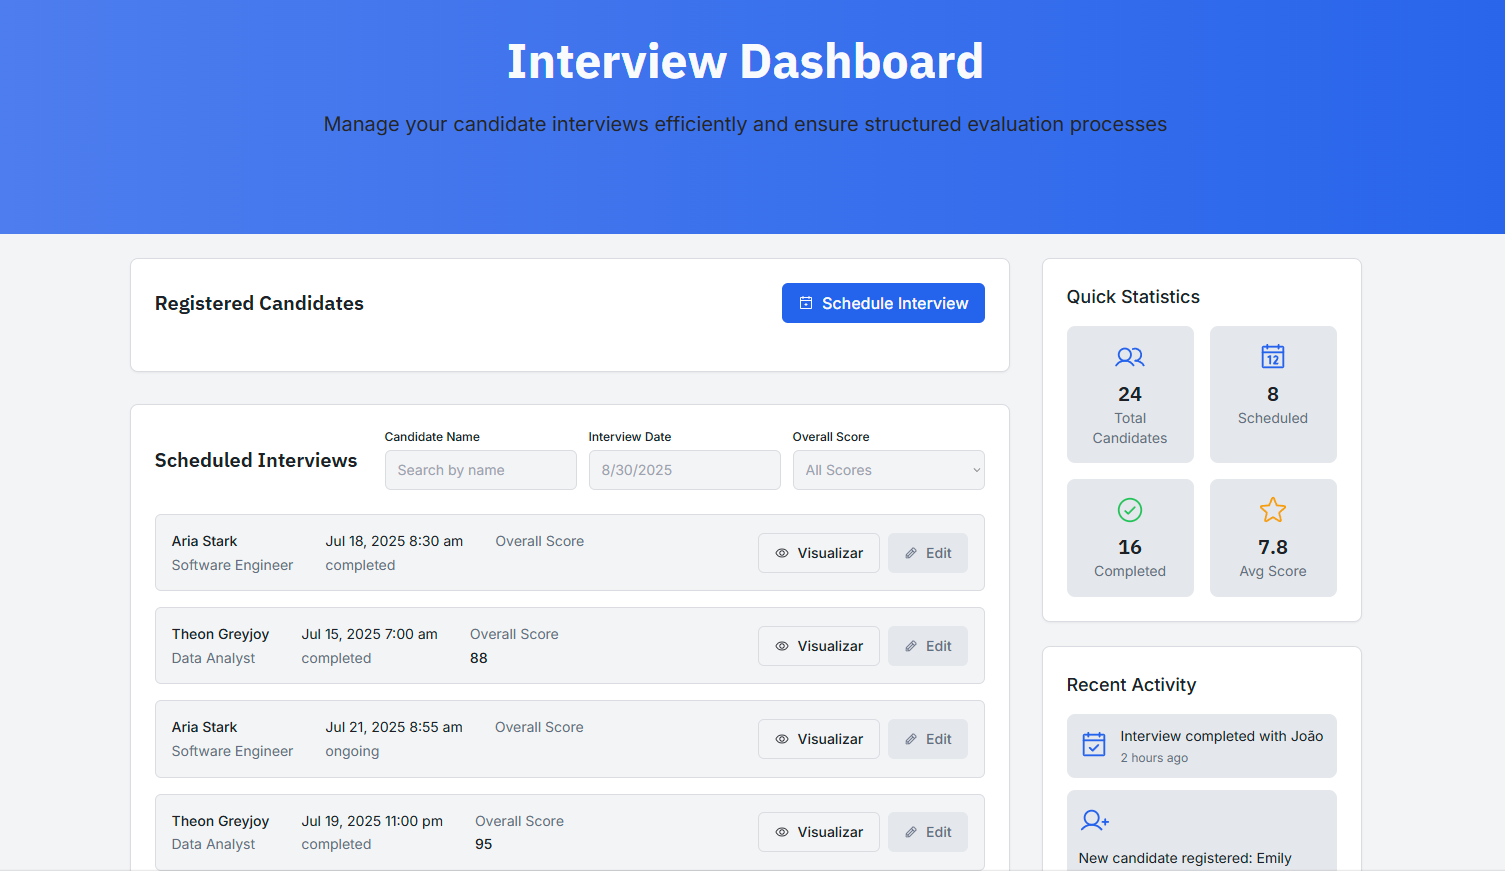 Interview Dashboard
Manage your candidate interviews efficiently and ensure structured evaluation processes
Registered Candidates
Schedule Interview
Scheduled Interviews
Candidate Name
Search by name
Interview Date
8/30/2025
Overall Score
All Scores
Aria Stark
Software Engineer
Jul 18, 2025 8:30 am
completed
Overall Score
Visualizar
Edit
Theon Greyjoy
Data Analyst
Jul 15, 2025 7:00 am
completed
Overall Score
88
Visualizar
Edit
Aria Stark
Software Engineer
Jul 21, 2025 8:55 am
ongoing
Overall Score
Visualizar
Edit
Theon Greyjoy
Data Analyst
Jul 19, 2025 11:00 pm
completed
Overall Score
95
Visualizar
Edit
Quick Statistics
24
Total
Candidates
12
8
Scheduled
16
Completed
7.8
Avg Score
Recent Activity
Interview completed with João
2 hours ago
New candidate registered: Emily